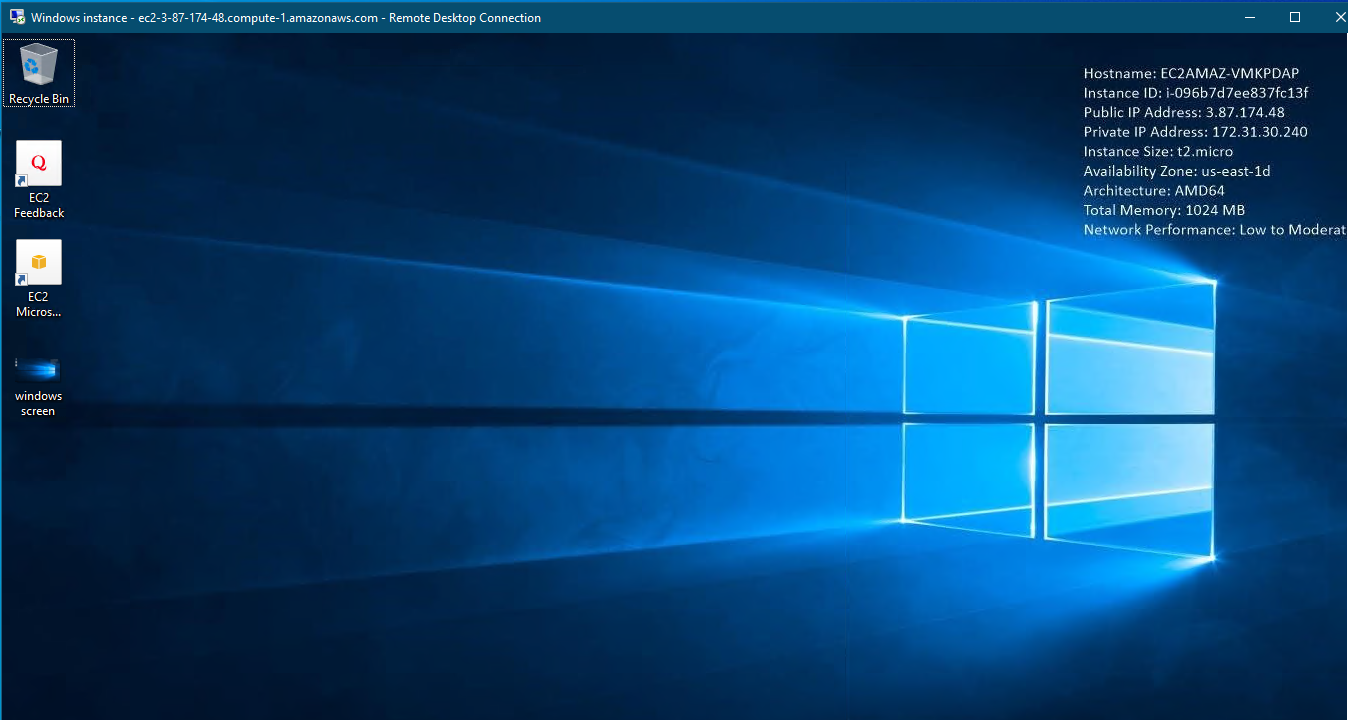 Windows instance - ec2-3-87-174-48.compute-1.amazonaws.com - Remote Desktop Connection
Recycle Bin
Q
EC2
Feedback
EC2
Micros...
windows
screen
Hostname: EC2AMAZ-VMKPDAP
Instance ID: i-096b7d7ee837fc13f
Public IP Address: 3.87.174.48
Private IP Address: 172.31.30.240
Instance Size: t2.micro
Availability Zone: us-east-1d
Architecture: AMD64
Total Memory: 1024 MB
Network Performance: Low to Moderat